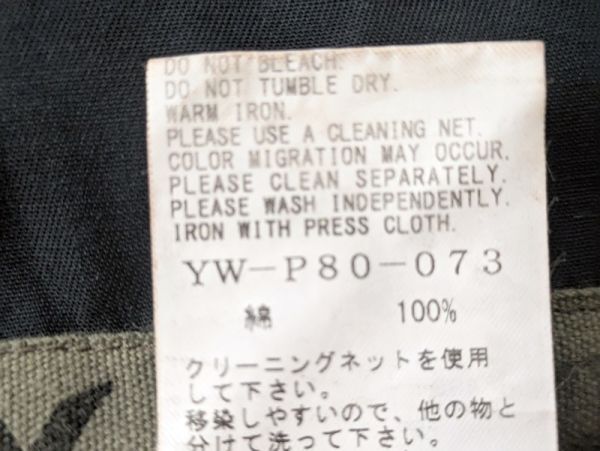 DO NOT BLEACH.
DO NOT TUMBLE DRY.
WARM IRON.
PLEASE USE A CLEANING NET.
COLOR MIGRATION MAY OCCUR.
PLEASE CLEAN SEPARATELY.
PLEASE WASH INDEPENDENTLY.
IRON WITH PRESS CLOTH.
YW-P80-073
綿 100%
クリーニングネットを使用
して下さい。
移染しやすいので、他の物と
分けて洗って下さい。